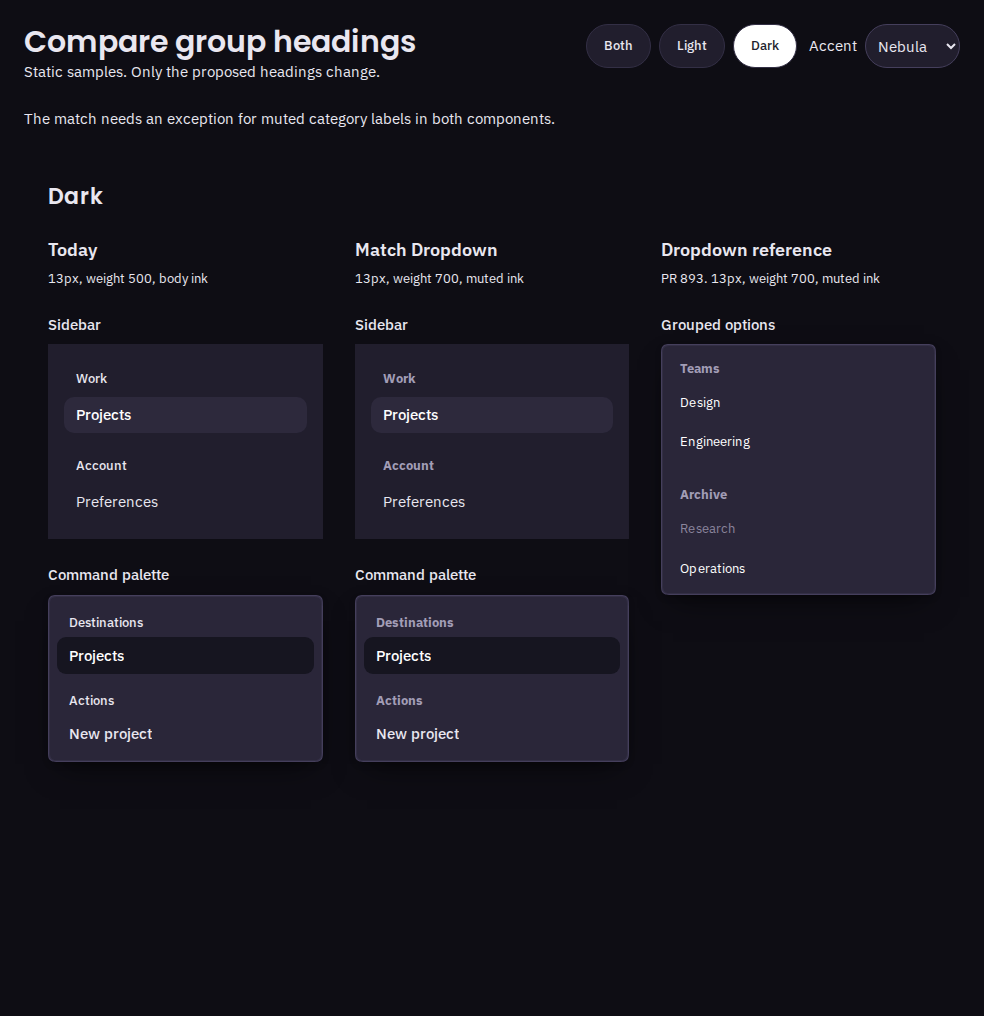 Compare group headings
Static samples. Only the proposed headings change.
Both
Light
Dark
Accent
Nebula
The match needs an exception for muted category labels in both components.
Dark
Today
13px, weight 500, body ink
Sidebar
Work
Projects
Account
Preferences
Command palette
Destinations
Projects
Actions
New project
Match Dropdown
13px, weight 700, muted ink
Sidebar
Work
Projects
Account
Preferences
Command palette
Destinations
Projects
Actions
New project
Dropdown reference
PR 893. 13px, weight 700, muted ink
Grouped options
Teams
Design
Engineering
Archive
Research
Operations